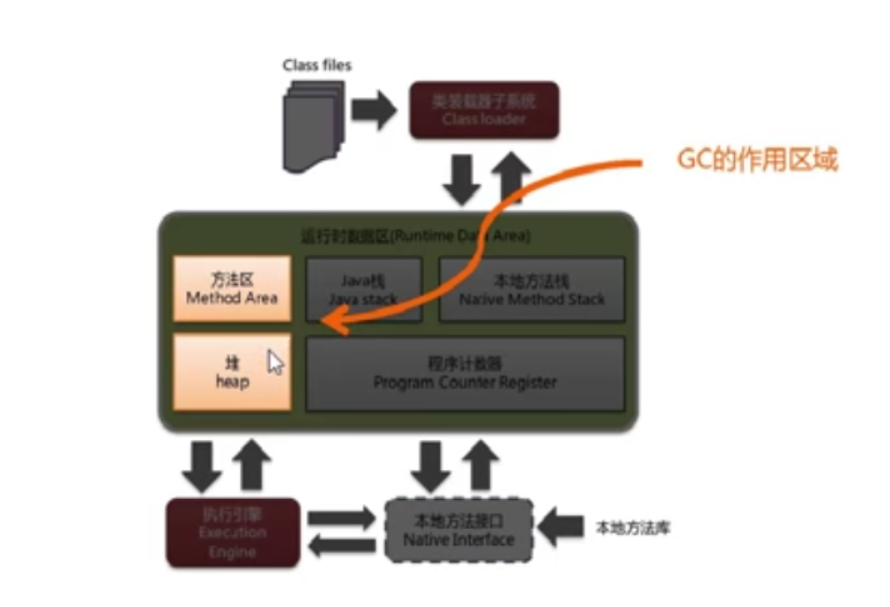 Class files
类装载器子系统
Class loader
GC的作用区域
运行时数据区(Runtime Data Area)
方法区
Method Area
Java栈
Java stack
本地方法栈
Native Method Stack
堆
heap
程序计数器
Program Counter Register
执行引擎
Execution
Engine
本地方法接口
Native Interface
本地方法库